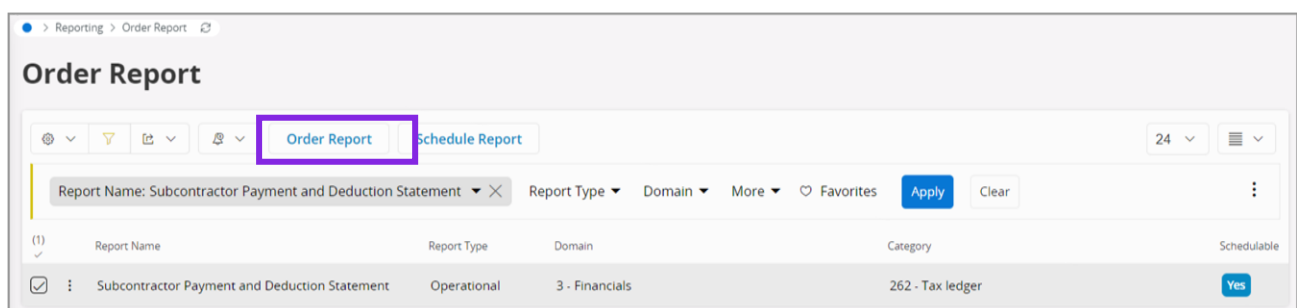 > Reporting > Order Report
Order Report
Order Report Schedule Report 24
Report Name: Subcontractor Payment and Deduction Statement Report Type Domain More Favorites Apply Clear
(1) Report Name Report Type Domain Category Schedulable
Subcontractor Payment and Deduction Statement Operational 3 - Financials 262 - Tax ledger Yes